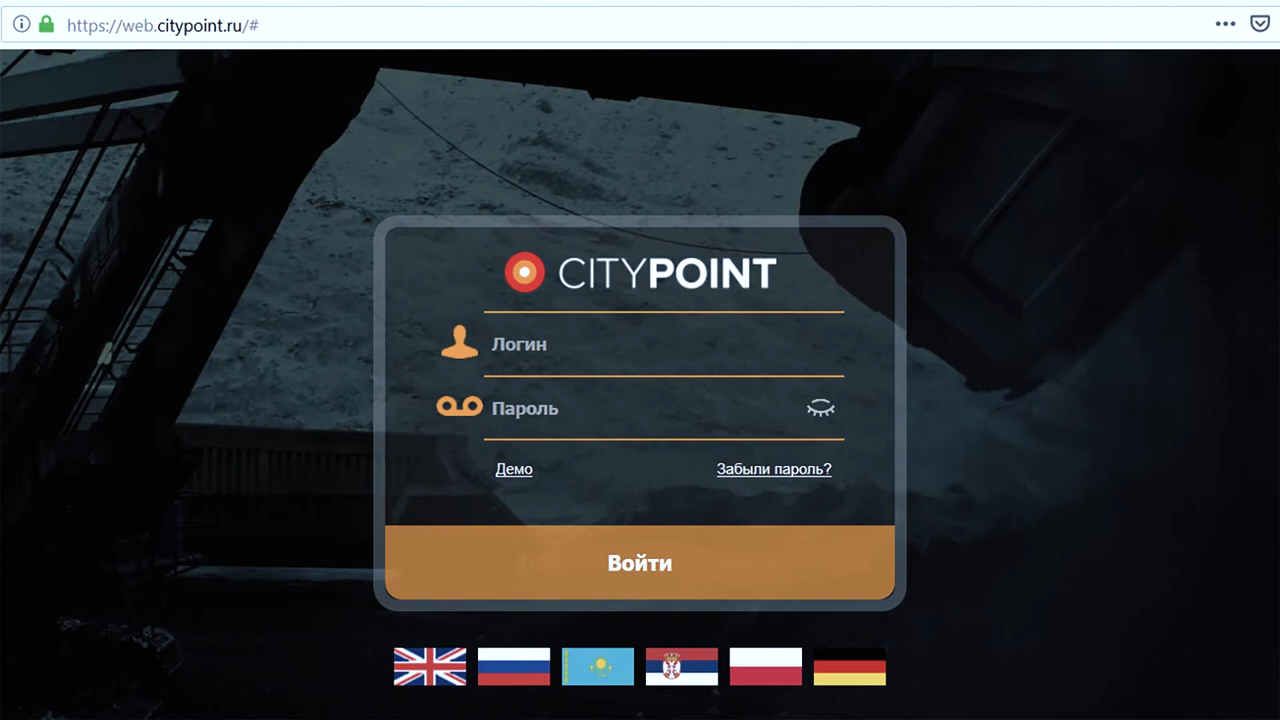 https://web.citypoint.ru/#
CITYPOINT
Логин
Пароль
Демо
Забыли пароль?
Войти